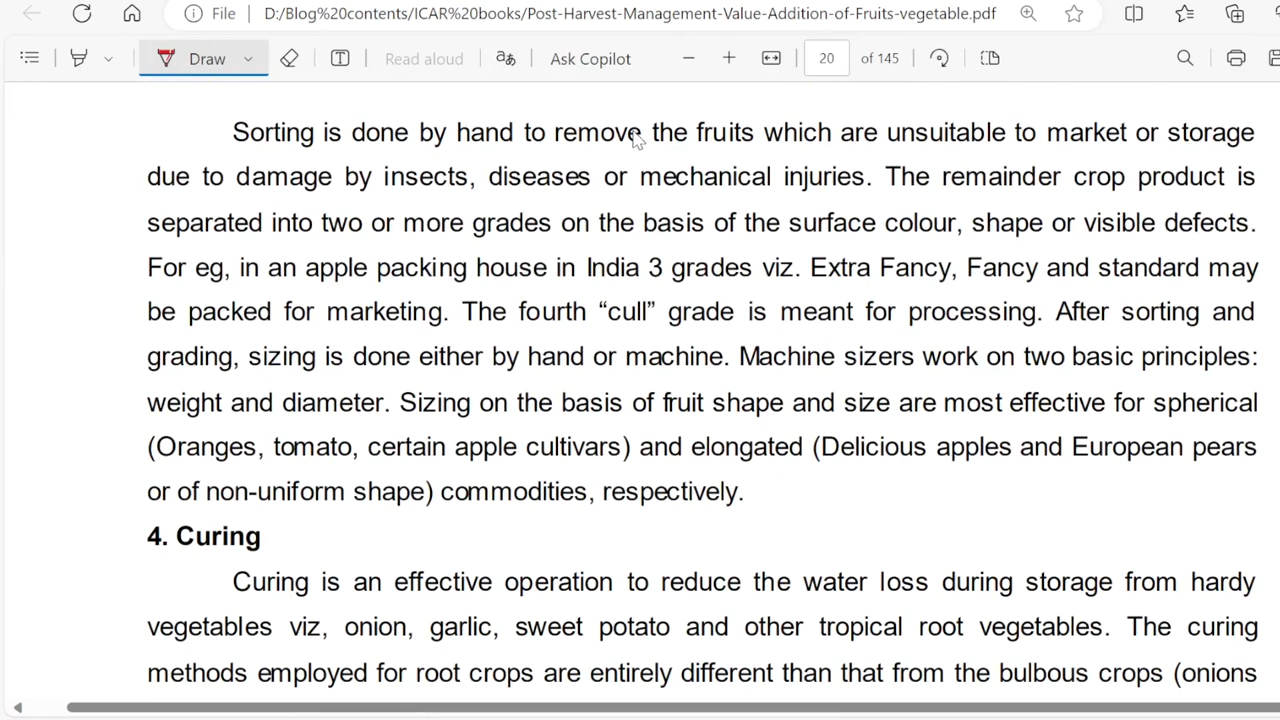 File D:/Blog%20contents/ICAR%20books/Post-Harvest-Management-Value-Addition-of-Fruits-vegetable.pdf
Draw Read aloud aあ Ask Copilot 20 of 145
Sorting is done by hand to remove the fruits which are unsuitable to market or storage
due to damage by insects, diseases or mechanical injuries. The remainder crop product is
separated into two or more grades on the basis of the surface colour, shape or visible defects.
For eg, in an apple packing house in India 3 grades viz. Extra Fancy, Fancy and standard may
be packed for marketing. The fourth “cull” grade is meant for processing. After sorting and
grading, sizing is done either by hand or machine. Machine sizers work on two basic principles:
weight and diameter. Sizing on the basis of fruit shape and size are most effective for spherical
(Oranges, tomato, certain apple cultivars) and elongated (Delicious apples and European pears
or of non-uniform shape) commodities, respectively.
4. Curing
Curing is an effective operation to reduce the water loss during storage from hardy
vegetables viz, onion, garlic, sweet potato and other tropical root vegetables. The curing
methods employed for root crops are entirely different than that from the bulbous crops (onions